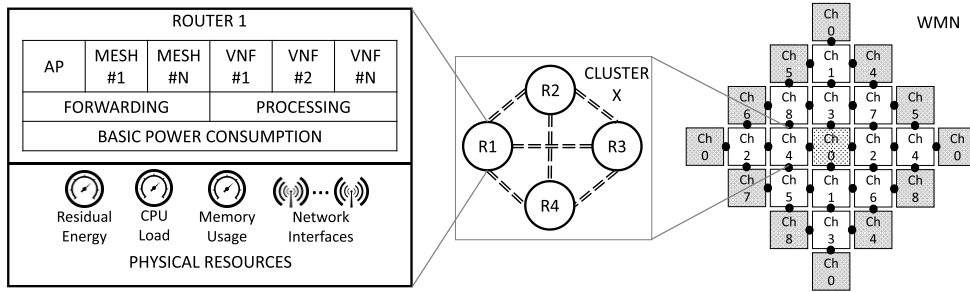 ROUTER 1
AP
MESH #1
MESH #N
VNF #1
VNF #2
VNF #N
FORWARDING
PROCESSING
BASIC POWER CONSUMPTION
Residual Energy
CPU Load
Memory Usage
Network Interfaces
PHYSICAL RESOURCES
CLUSTER X
R2
R1
R3
R4
WMN
Ch 0
Ch 5
Ch 1
Ch 4
Ch 6
Ch 8
Ch 3
Ch 7
Ch 5
Ch 0
Ch 2
Ch 4
Ch 0
Ch 2
Ch 4
Ch 0
Ch 7
Ch 5
Ch 1
Ch 6
Ch 8
Ch 8
Ch 3
Ch 4
Ch 0